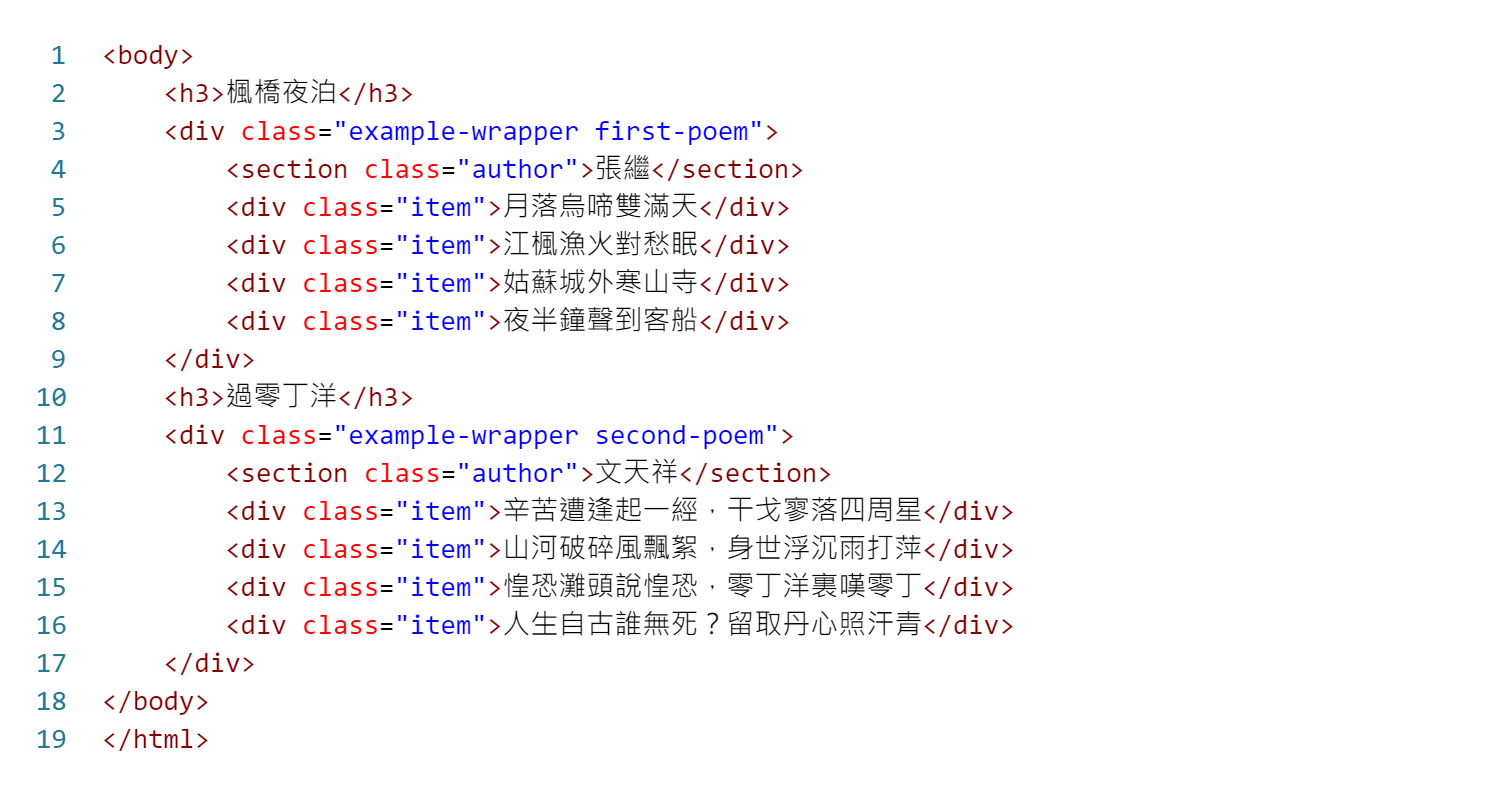 1 <body>
2 <h3>楓橋夜泊</h3>
3 <div class="example-wrapper first-poem">
4 <section class="author">張繼</section>
5 <div class="item">月落烏啼雙滿天</div>
6 <div class="item">江楓漁火對愁眠</div>
7 <div class="item">姑蘇城外寒山寺</div>
8 <div class="item">夜半鐘聲到客船</div>
9 </div>
10 <h3>過零丁洋</h3>
11 <div class="example-wrapper second-poem">
12 <section class="author">文天祥</section>
13 <div class="item">辛苦遭逢起一經，干戈寥落四周星</div>
14 <div class="item">山河破碎風飄絮，身世浮沉雨打萍</div>
15 <div class="item">惶恐灘頭說惶恐，零丁洋裏嘆零丁</div>
16 <div class="item">人生自古誰無死？留取丹心照汗青</div>
17 </div>
18 </body>
19 </html>